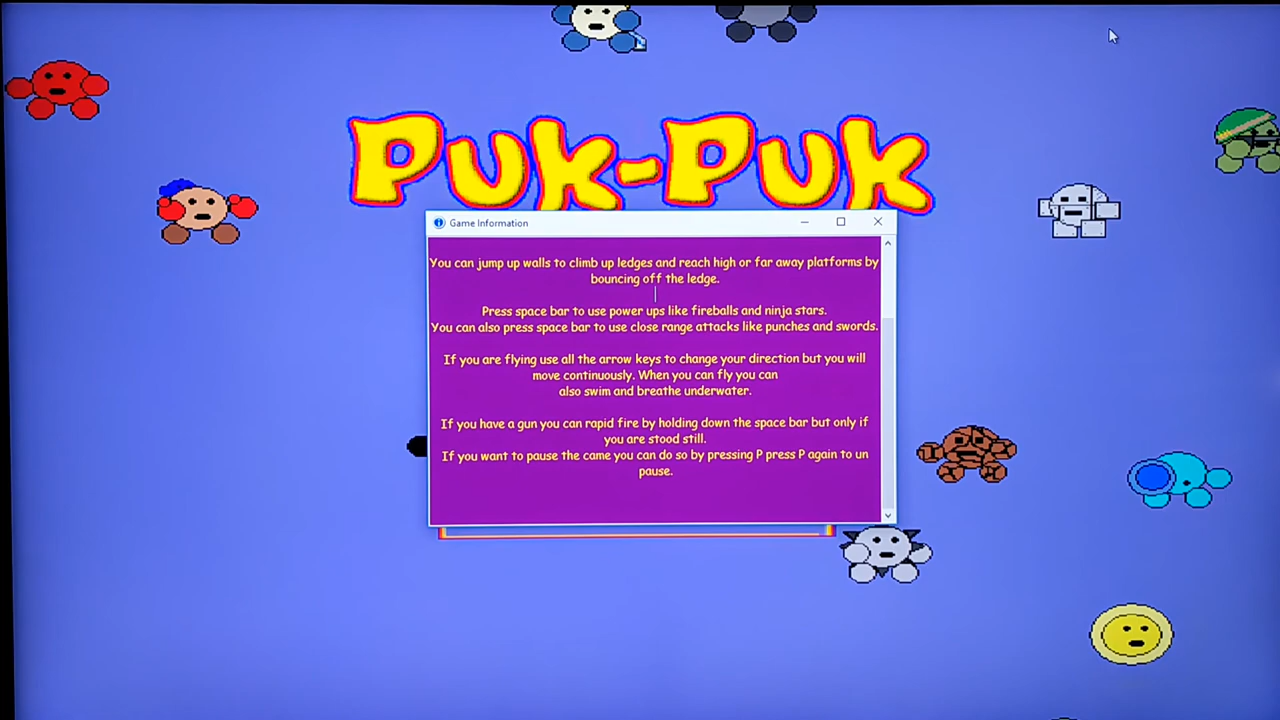 Puk-Puk
Game Information
You can jump up walls to climb up ledges and reach high or far away platforms by
bouncing off the ledge.
Press space bar to use power ups like fireballs and ninja stars.
You can also press space bar to use close range attacks like punches and swords.
If you are flying use all the arrow keys to change your direction but you will
move continuously. When you can fly you can
also swim and breathe underwater.
If you have a gun you can rapid fire by holding down the space bar but only if
you are stood still.
If you want to pause the came you can do so by pressing P press P again to un
pause.